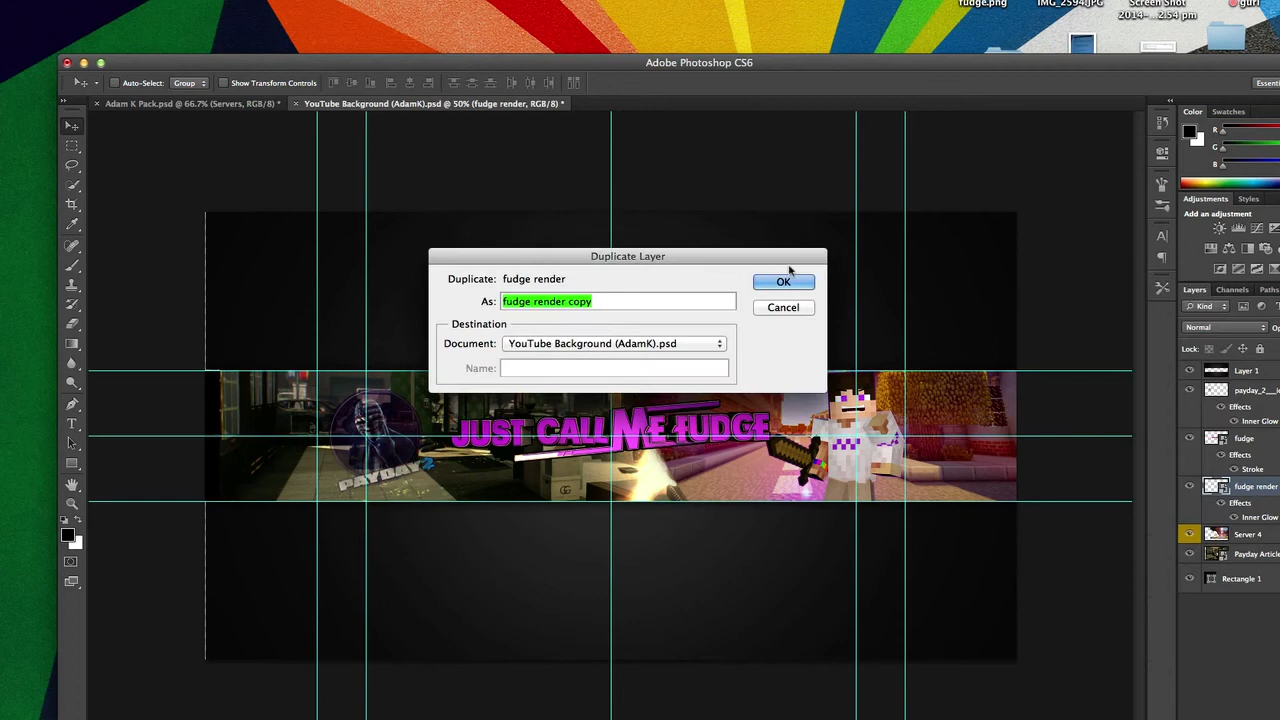 fudge.png
IMG_2594.JPG
Screen Shot
2014-...2.54 pm
gurl
Adobe Photoshop CS6
Auto-Select:
Group
Show Transform Controls
Essenti
Adam K Pack.psd @ 66.7% (Servers, RGB/8) *
YouTube Background (AdamK).psd @ 50% (fudge render, RGB/8) *
Color
Swatches
R
G
B
Adjustments
Styles
Add an adjustment
Duplicate Layer
Duplicate: fudge render
OK
As: fudge render copy
Cancel
Destination
Document: YouTube Background (AdamK).psd
Name:
JUST CALL ME FUDGE
PAYDAY 2
Layers
Channels
Paths
Kind
Normal
Op
Lock:
Layer 1
payday_2__ic
Effects
Inner Glow
fudge
Effects
Stroke
fudge render
Effects
Inner Glow
Server 4
Payday Article
Rectangle 1